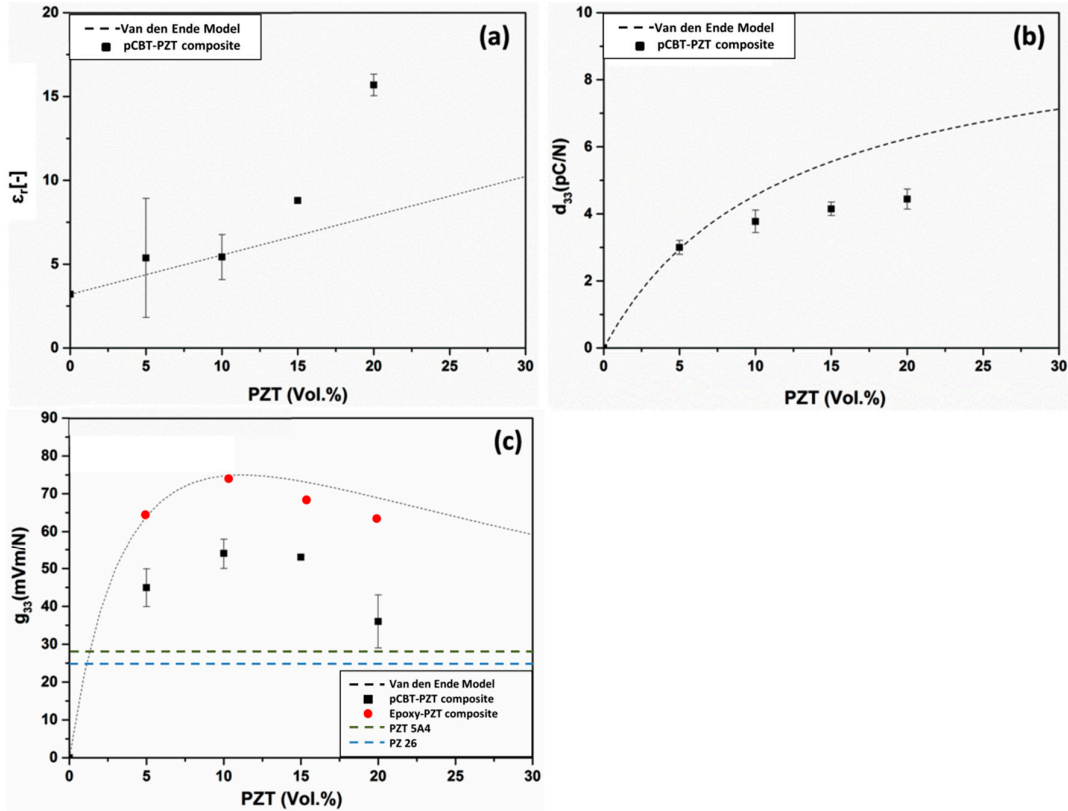 Van den Ende Model
pCBT-PZT composite
(a)
20
15
10
5
0
εr[-]
0 5 10 15 20 25 30
PZT (Vol.%)
Van den Ende Model
pCBT-PZT composite
(b)
10
8
6
4
2
0
d33(pC/N)
0 5 10 15 20 25 30
PZT (Vol.%)
(c)
90
80
70
60
50
40
30
20
10
0
g33(mVm/N)
Van den Ende Model
pCBT-PZT composite
Epoxy-PZT composite
PZT 5A4
PZ 26
0 5 10 15 20 25 30
PZT (Vol.%)